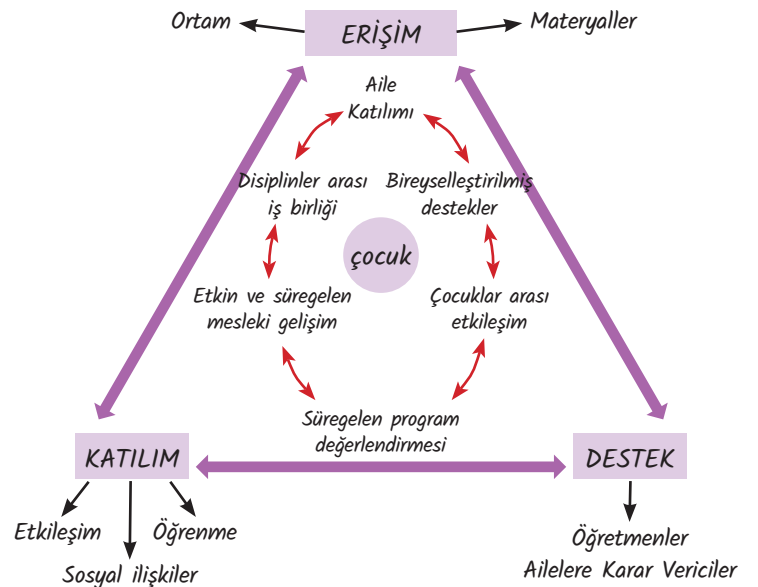 Ortam
ERİŞİM
Materyaller
Aile
Katılımı
Disiplinler arası
iş birliği
Bireyselleştirilmiş
destekler
çocuk
Etkin ve süregelen
mesleki gelişim
Çocuklar arası
etkileşim
Süregelen program
değerlendirmesi
KATILIM
DESTEK
Etkileşim
Öğrenme
Sosyal ilişkiler
Öğretmenler
Ailelere Karar Vericiler